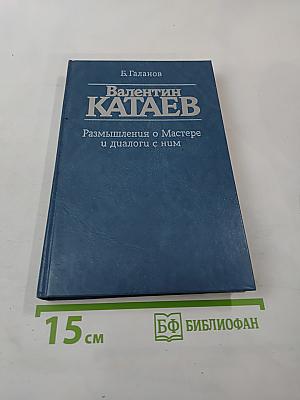 Б. Галанов
Валентин
КАТАЕВ
Размышления о Мастере
и диалоги с ним
15 см
БФ БИБЛИОФАН